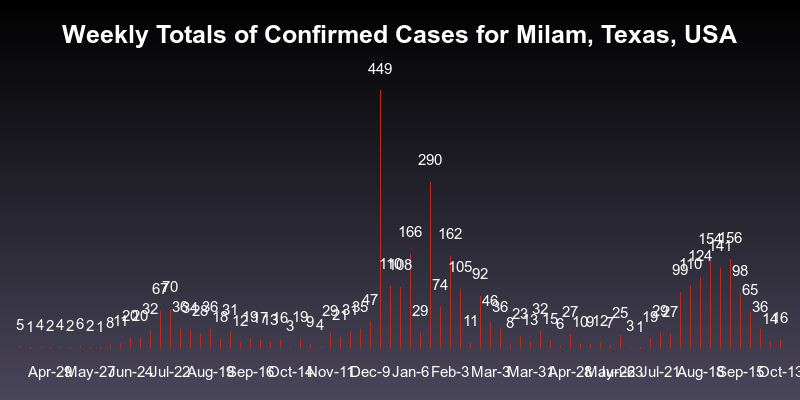 Weekly Totals of Confirmed Cases for Milam, Texas, USA
449
290
166
162
154 156
141
124
110 108 105 110
99 98
92
74
67 70
65
47 46
36 34 36 35 36 36
32 31 29 31 29 32
28 27 25 29 27
20 20 21 23
18 19 17 16 19 19
11 12 13 11 13 15 12 14 16
5 1 4 2 4 2 6 2 1 8 3 9 4 8 6 10 9 7 3 1
Apr-29 May-27 Jun-24 Jul-22 Aug-19 Sep-16 Oct-14 Nov-11 Dec-9 Jan-6 Feb-3 Mar-3 Mar-31 Apr-28 Jun-23 Jul-21 Aug-18 Sep-15 Oct-13